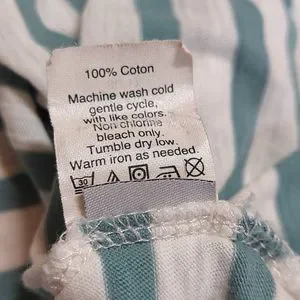 100% Coton
Machine wash cold
gentle cycle,
with like colors.
Non-chlorine
bleach only.
Tumble dry low.
Warm iron as needed.
30